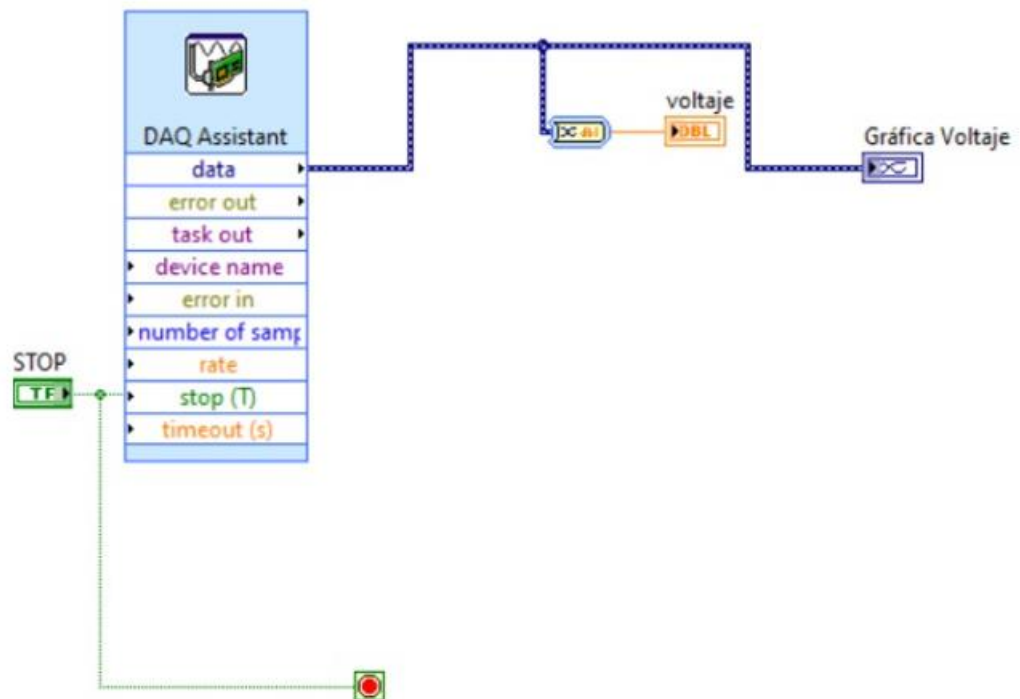 DAQ Assistant
data
error out
task out
device name
error in
number of samp
rate
stop (T)
timeout (s)
STOP
TF
voltaje
DBL
Gráfica Voltaje